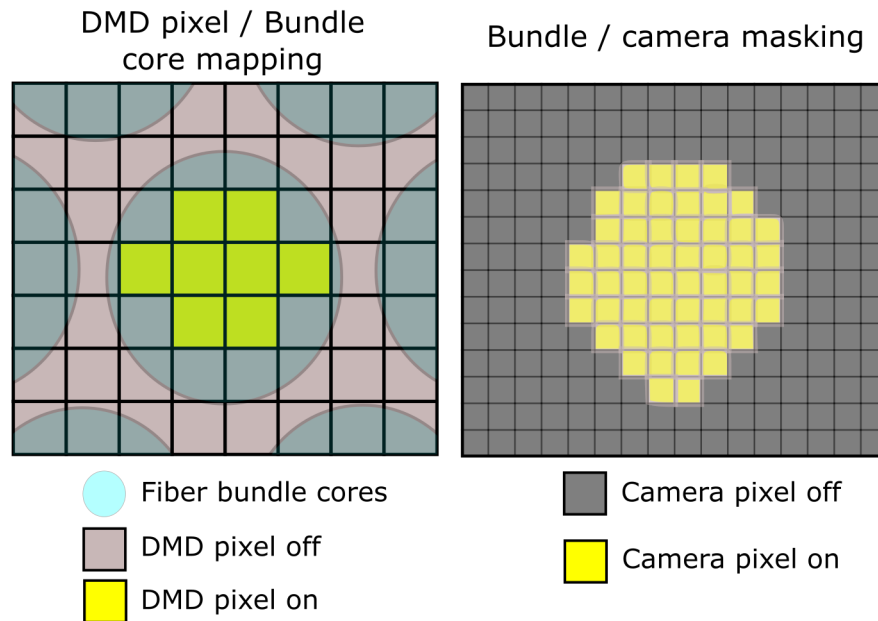 DMD pixel / Bundle
core mapping
Bundle / camera masking
Fiber bundle cores
DMD pixel off
DMD pixel on
Camera pixel off
Camera pixel on